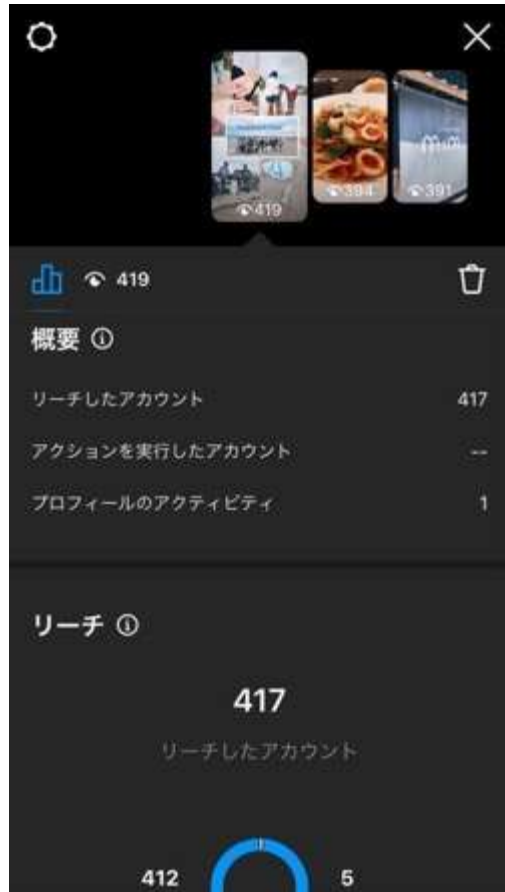 419
394
391
419
概要
リーチしたアカウント 417
アクションを実行したアカウント --
プロフィールのアクティビティ 1
リーチ
417
リーチしたアカウント
412 5